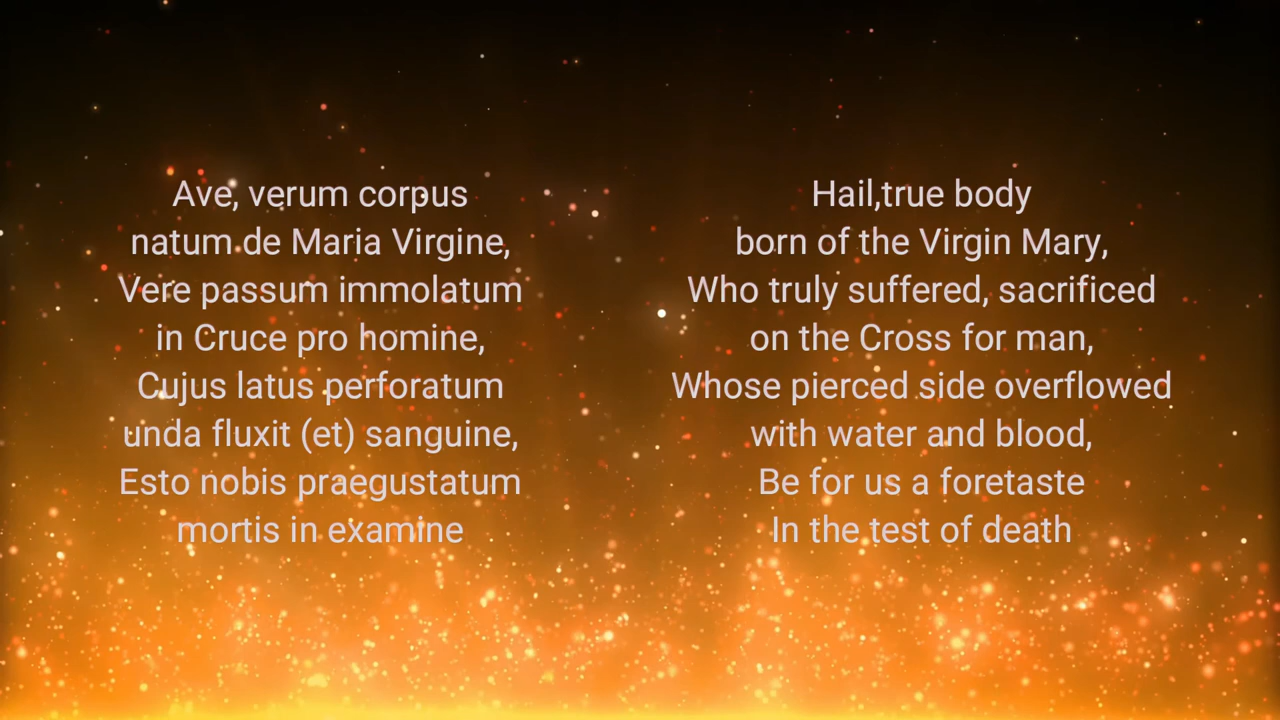 Ave, verum corpus
natum de Maria Virgine,
Vere passum immolatum
in Cruce pro homine,
Cujus latus perforatum
unda fluxit (et) sanguine,
Esto nobis praegustatum
mortis in examine
Hail,true body
born of the Virgin Mary,
Who truly suffered, sacrificed
on the Cross for man,
Whose pierced side overflowed
with water and blood,
Be for us a foretaste
In the test of death